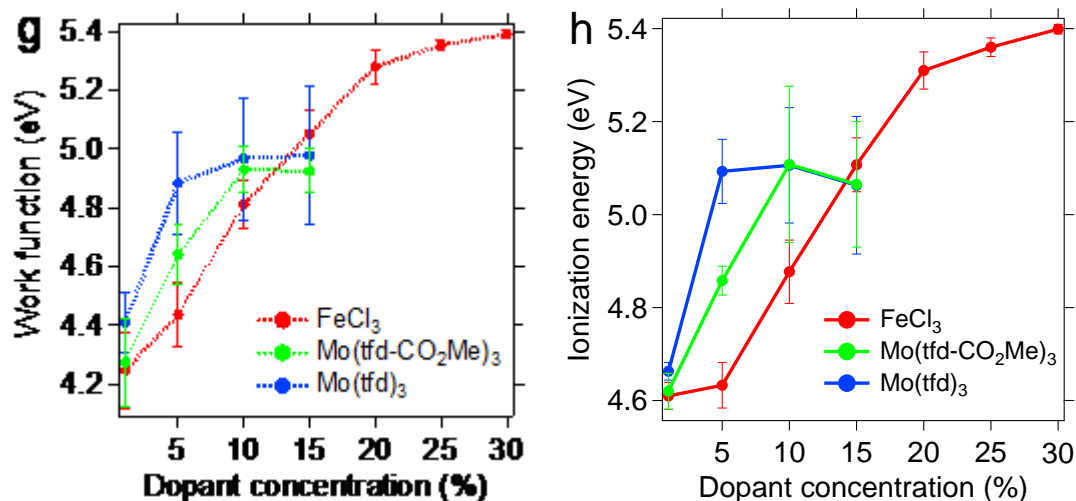 g
Work function (eV)
5.4
5.2
5.0
4.8
4.6
4.4
4.2
FeCl3
Mo(tfd-CO2Me)3
Mo(tfd)3
5 10 15 20 25 30
Dopant concentration (%)
h
Ionization energy (eV)
5.4
5.2
5.0
4.8
4.6
FeCl3
Mo(tfd-CO2Me)3
Mo(tfd)3
5 10 15 20 25 30
Dopant concentration (%)